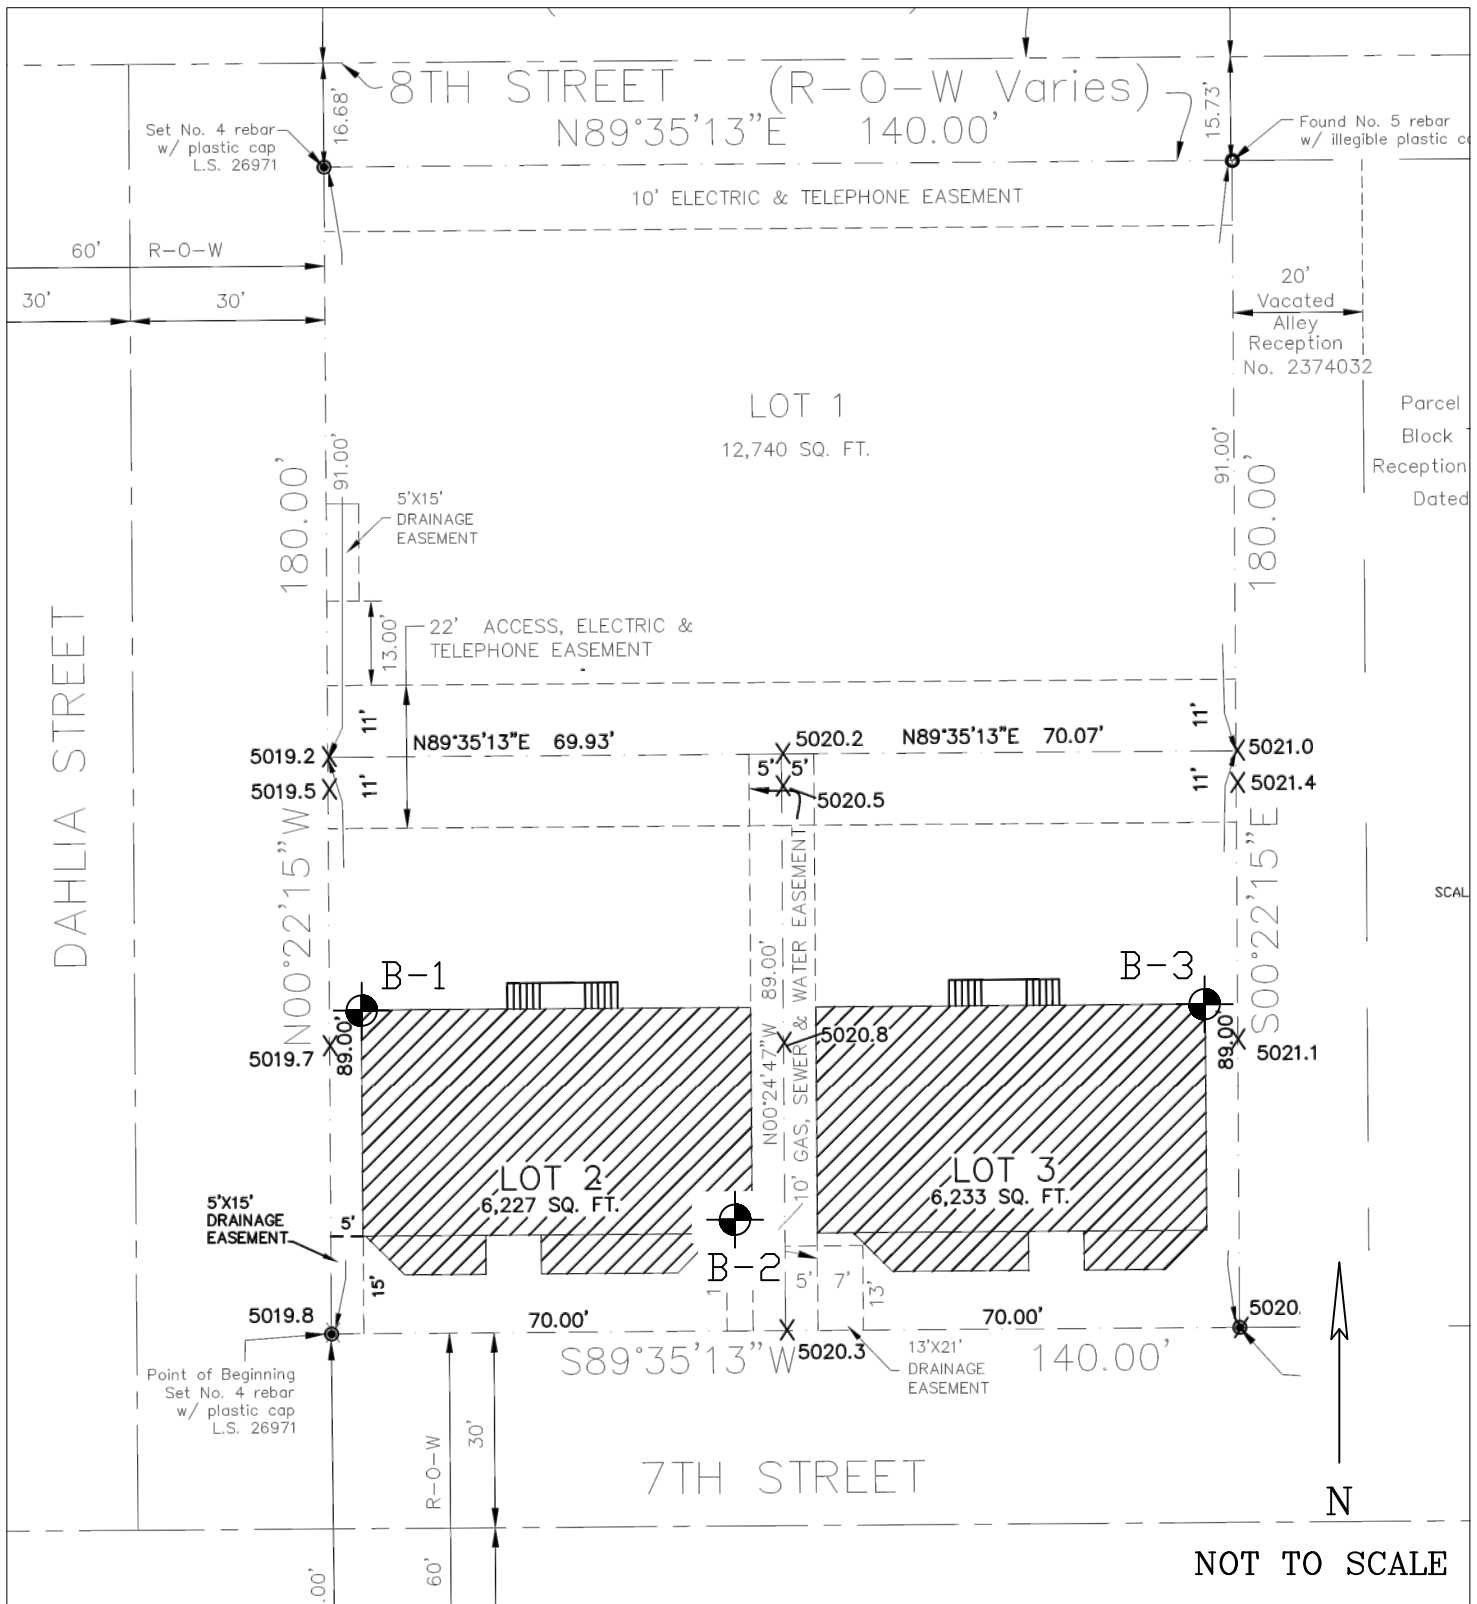 8TH STREET (R-O-W Varies)
N89°35'13"E 140.00'
16.68'
15.73'
Set No. 4 rebar
w/ plastic cap
L.S. 26971
Found No. 5 rebar
w/ illegible plastic
10' ELECTRIC & TELEPHONE EASEMENT
60' R-O-W
30' 30'
20'
Vacated
Alley
Reception
No. 2374032
LOT 1
12,740 SQ. FT.
Parcel
Block
Reception
Dated
180.00'
91.00'
91.00'
180.00'
5'X15'
DRAINAGE
EASEMENT
13.00'
22' ACCESS, ELECTRIC &
TELEPHONE EASEMENT
DAHLIA STREET
11'
11'
N89°35'13"E 69.93'
5020.2
N89°35'13"E 70.07'
5019.2
5021.0
5' 5'
11'
11'
5019.5
5020.5
5021.4
N00°22'15"W
S00°22'15"E
SCAL
N00°24'47"W 89.00'
10' GAS, SEWER & WATER EASEMENT
B-1
B-3
89.00'
89.00'
5019.7
5020.8
5021.1
LOT 2
6,227 SQ. FT.
LOT 3
6,233 SQ. FT.
5'X15'
DRAINAGE
EASEMENT
5'
B-2
15'
5' 7'
13'
5019.8
70.00'
70.00'
5020.
5020.3
S89°35'13"W 140.00'
13'X21'
DRAINAGE
EASEMENT
Point of Beginning
Set No. 4 rebar
w/ plastic cap
L.S. 26971
R-O-W
30'
7TH STREET
60'
.00'
N
NOT TO SCALE